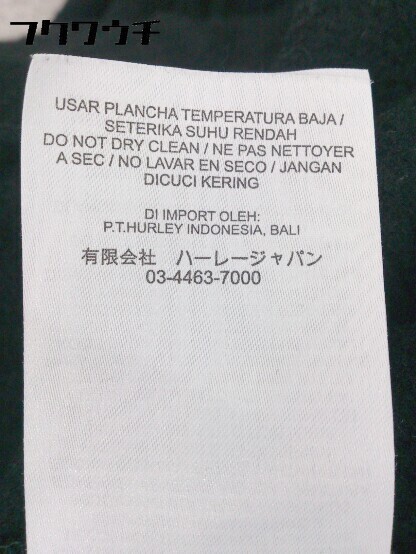 フクワウチ
USAR PLANCHA TEMPERATURA BAJA /
SETERIKA SUHU RENDAH
DO NOT DRY CLEAN / NE PAS NETTOYER
A SEC / NO LAVAR EN SECO / JANGAN
DICUCI KERING
DI IMPORT OLEH:
P.T.HURLEY INDONESIA, BALI
有限会社　ハーレージャパン
03-4463-7000